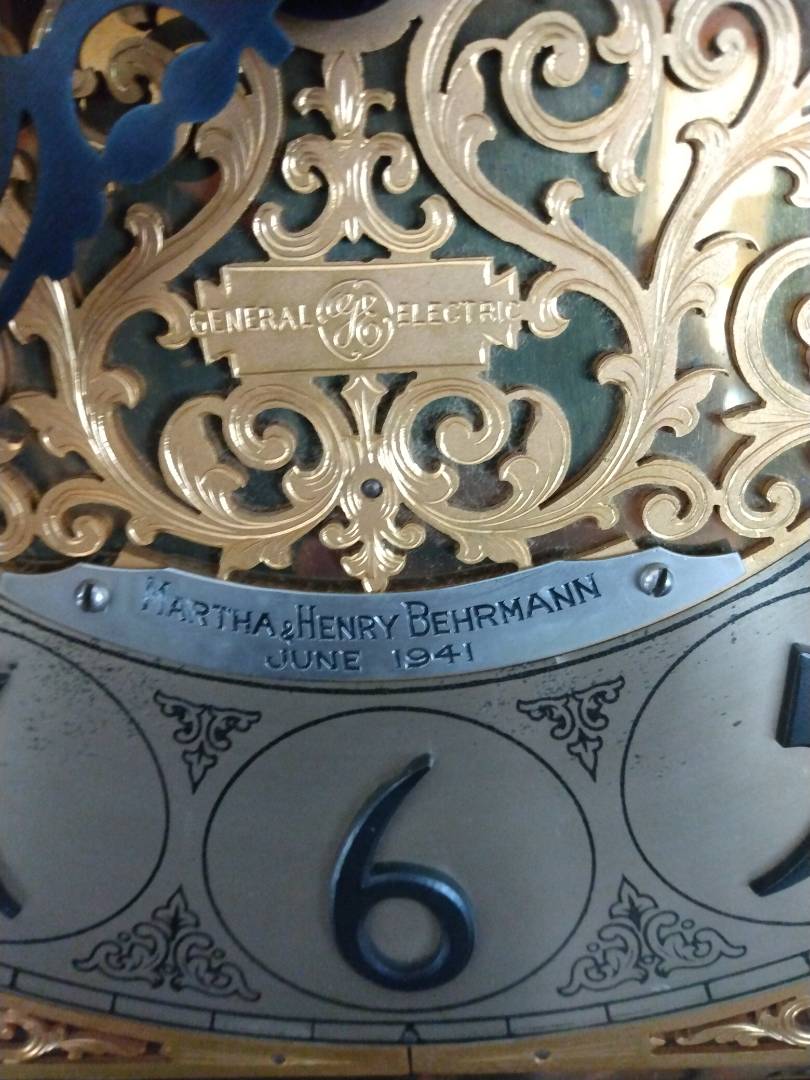 GENERAL GE ELECTRIC
MARTHA & HENRY BEHRMANN
JUNE 1941
6